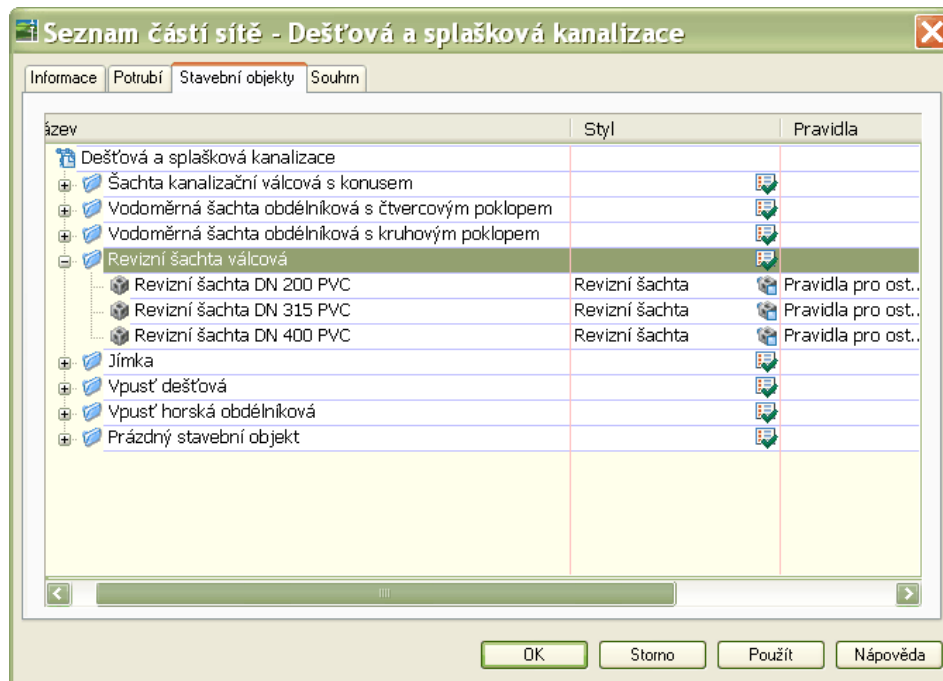 Seznam částí sítě - Dešťová a splašková kanalizace
Informace Potrubí Stavební objekty Souhrn
ázev Styl Pravidla
Dešťová a splašková kanalizace
Šachta kanalizační válcová s konusem
Vodoměrná šachta obdélníková s čtvercovým poklopem
Vodoměrná šachta obdélníková s kruhovým poklopem
Revizní šachta válcová
Revizní šachta DN 200 PVC Revizní šachta Pravidla pro ost..
Revizní šachta DN 315 PVC Revizní šachta Pravidla pro ost..
Revizní šachta DN 400 PVC Revizní šachta Pravidla pro ost..
Jímka
Vpusť dešťová
Vpusť horská obdélníková
Prázdný stavební objekt
OK Storno Použít Nápověda